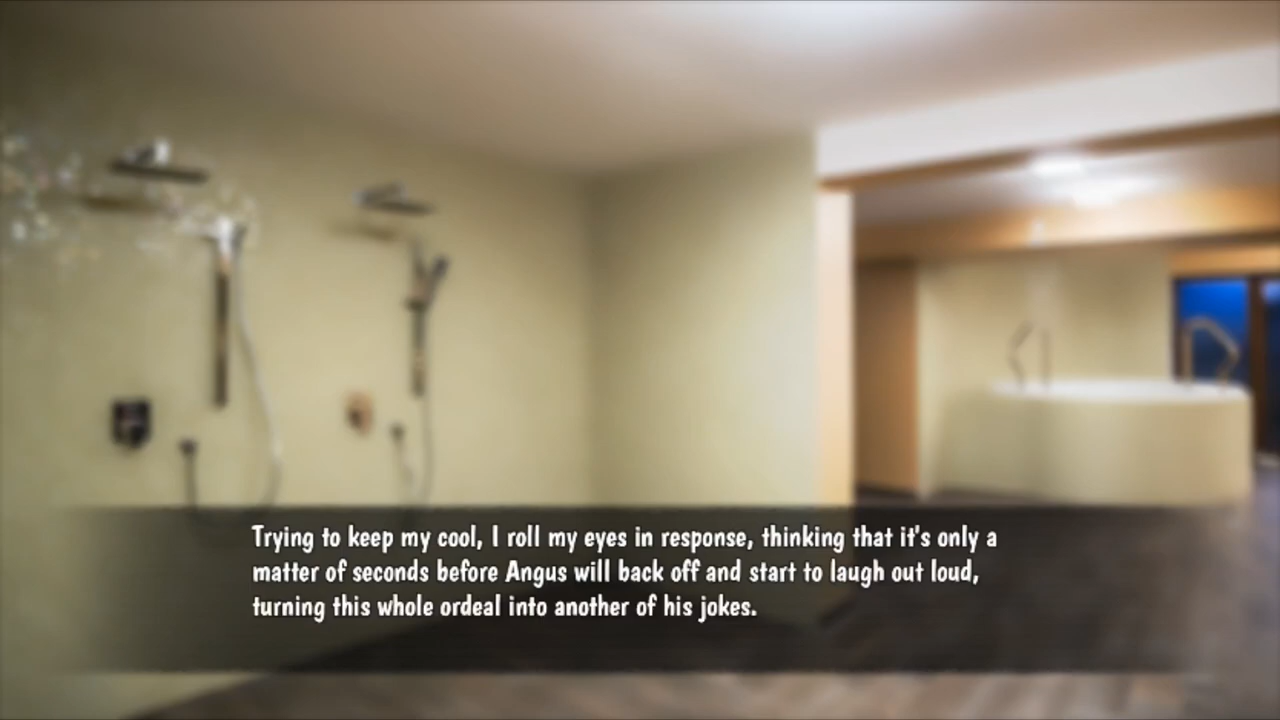 Trying to keep my cool, I roll my eyes in response, thinking that it's only a
matter of seconds before Angus will back off and start to laugh out loud,
turning this whole ordeal into another of his jokes.